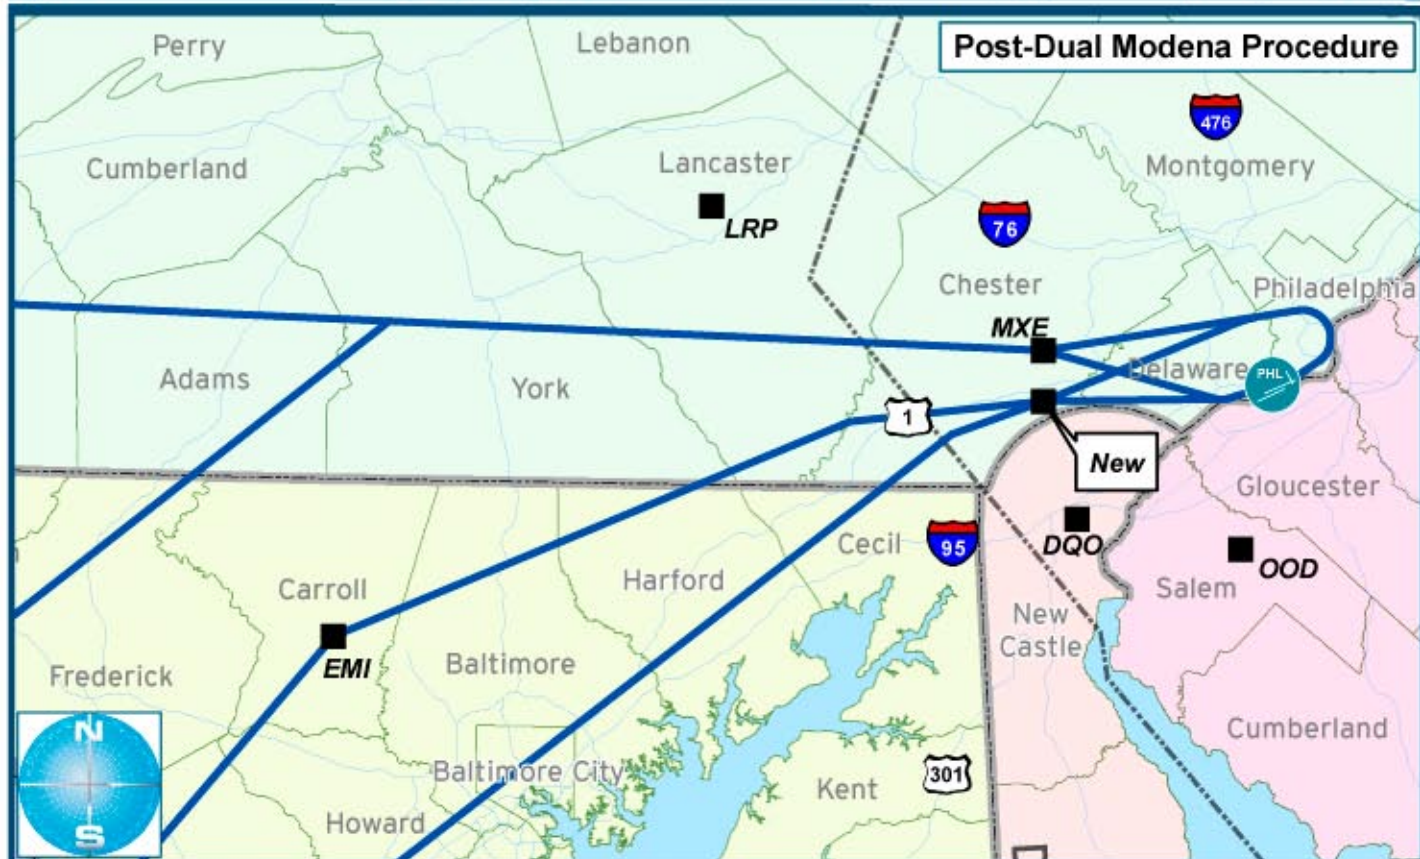 Post-Dual Modena Procedure
Perry
Lebanon
476
Cumberland
Lancaster
Montgomery
LRP
76
Chester
Philadelphia
MXE
Delaware
PHL
Adams
York
1
New
Gloucester
Cecil
95
DQO
OOD
Carroll
Harford
Salem
New
Castle
EMI
Frederick
Baltimore
N
Cumberland
Baltimore City
301
Kent
Howard
S